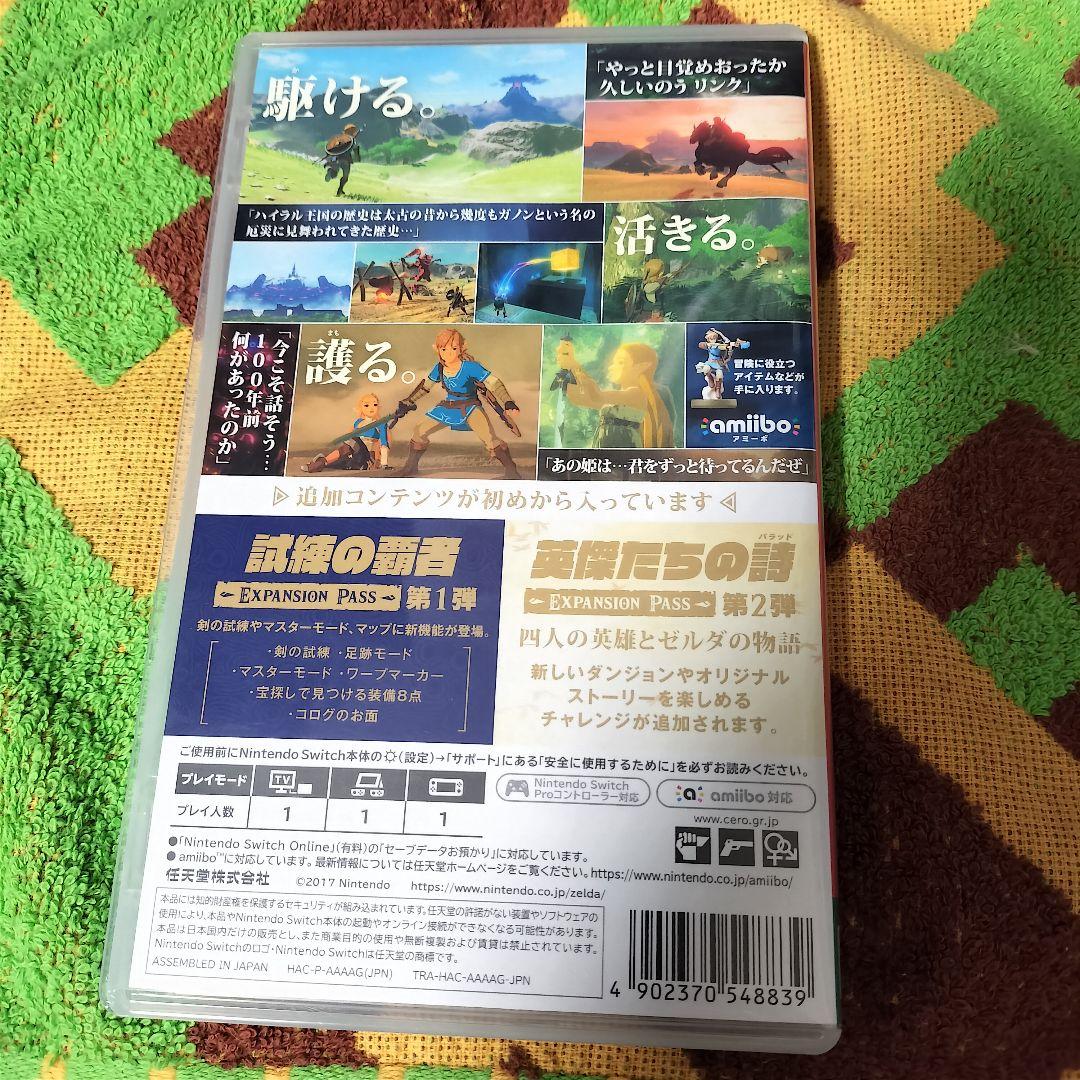 か
駆ける。
「やっと目覚めおったか
久しいのう リンク」
「ハイラル王国の歴史は太古の昔から幾度もガノンという名の
厄災に見舞われてきた歴史…」
活きる。
「今こそ話そう…
100年前
何があったのか」
まも
護る。
冒険に役立つ
アイテムなどが
手に入ります。
amiibo
アミーボ
「あの姫は…君をずっと待ってるんだぜ」
追加コンテンツが初めから入っています
試練の覇者
EXPANSION PASS 第1弾
剣の試練やマスターモード、マップに新機能が登場。
・剣の試練 ・足跡モード
・マスターモード ・ワープマーカー
・宝探しで見つける装備8点
・コログのお面
バラッド
英傑たちの詩
EXPANSION PASS 第2弾
四人の英雄とゼルダの物語
新しいダンジョンやオリジナル
ストーリーを楽しめる
チャレンジが追加されます。
ご使用前にNintendo Switch本体の(設定)→「サポート」にある「安全に使用するために」を必ずお読みください。
プレイモード TV
プレイ人数 1 1 1
Nintendo Switch
Proコントローラー対応
amiibo 対応
www.cero.gr.jp
●「Nintendo Switch Online」(有料)の「セーブデータお預かり」に対応しています。
●amiibo™に対応しています。最新情報については任天堂ホームページをご覧ください。https://www.nintendo.co.jp/amiibo/
任天堂株式会社 ©2017 Nintendo https://www.nintendo.co.jp/zelda/
本品には知的財産権を保護するセキュリティが組み込まれています。任天堂の許諾がない装置やソフトウェアの
使用により、本品やNintendo Switch本体の起動やオンライン接続ができなくなる可能性があります。
本品は日本国内だけの販売とし、また商業目的の使用や無断複製および賃貸は禁止されています。
Nintendo Switchのロゴ・Nintendo Switchは任天堂の商標です。
ASSEMBLED IN JAPAN HAC-P-AAAAG(JPN) TRA-HAC-AAAAG-JPN
4 902370 548839